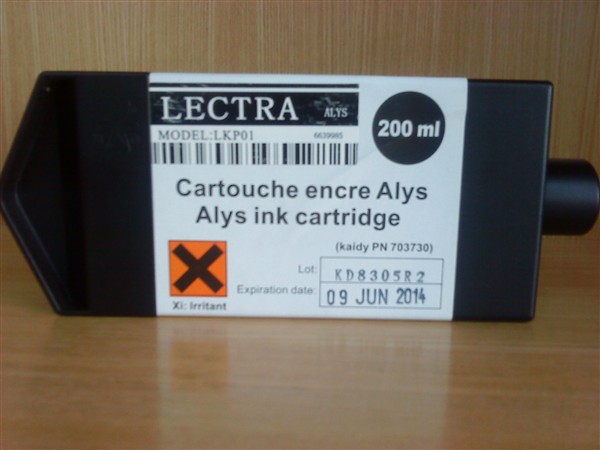 LECTRA ALYS
MODEL:LKP01 6639985
200 ml
Cartouche encre Alys
Alys ink cartridge
(kaidy PN 703730)
Lot: KD8305R2
Expiration date: 09 JUN 2014
Xi: Irritant